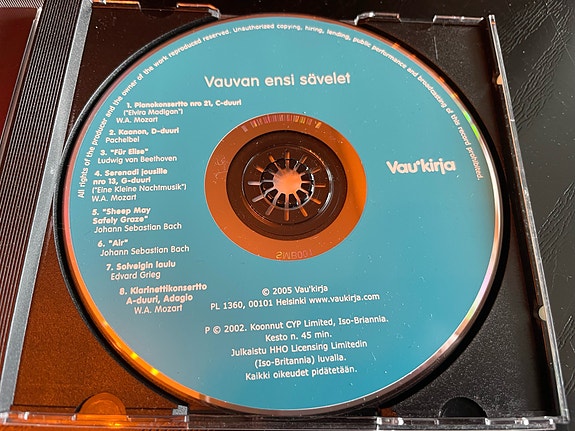 All rights of the producer and the owner of the work reproduced reserved. Unauthorized copying, hiring, lending, public performance and broadcasting of this record prohibited.
Vauvan ensi sävelet
1. Pianokonsertto nro 21, C-duuri
("Elvira Madigan")
W.A. Mozart
2. Kaanon, D-duuri
Pachelbel
3. "Für Elise"
Ludwig van Beethoven
4. Serenadi jousille
nro 13, G-duuri
("Eine Kleine Nachtmusik")
W.A. Mozart
5. "Sheep May
Safely Graze"
Johann Sebastian Bach
6. "Air"
Johann Sebastian Bach
7. Solveigin laulu
Edvard Grieg
8. Klarinettikonsertto
A-duuri, Adagio
W.A. Mozart
Vau'kirja
© 2005 Vau'kirja
PL 1360, 00101 Helsinki www.vaukirja.com
P © 2002. Koonnut CYP Limited, Iso-Briannia.
Kesto n. 45 min.
Julkaistu HHO Licensing Limitedin
(Iso-Britannia) luvalla.
Kaikki oikeudet pidätetään.